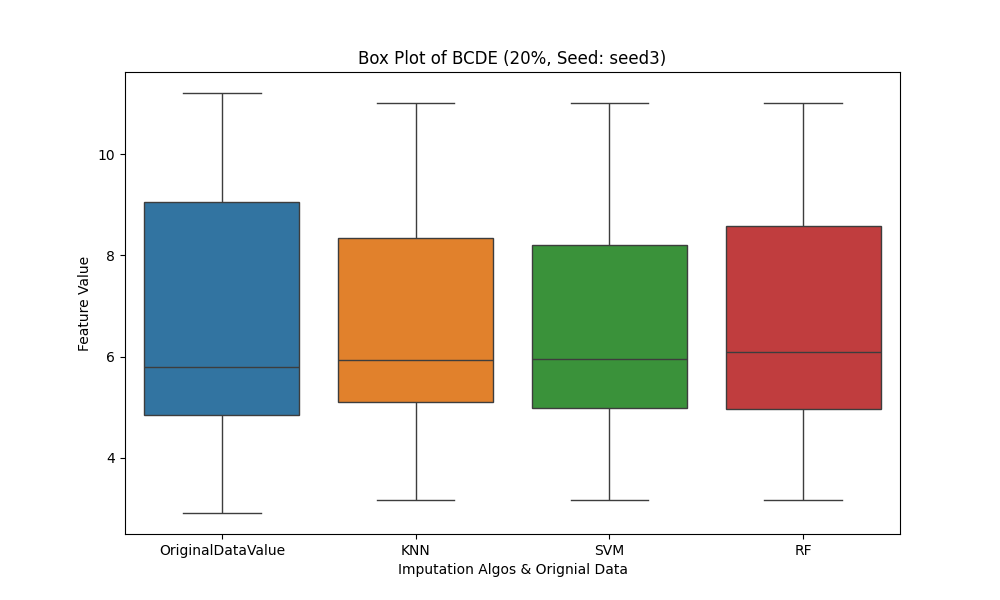 Box Plot of BCDE (20%, Seed: seed3)
Feature Value
10
8
6
4
OriginalDataValue KNN SVM RF
Imputation Algos & Orignial Data